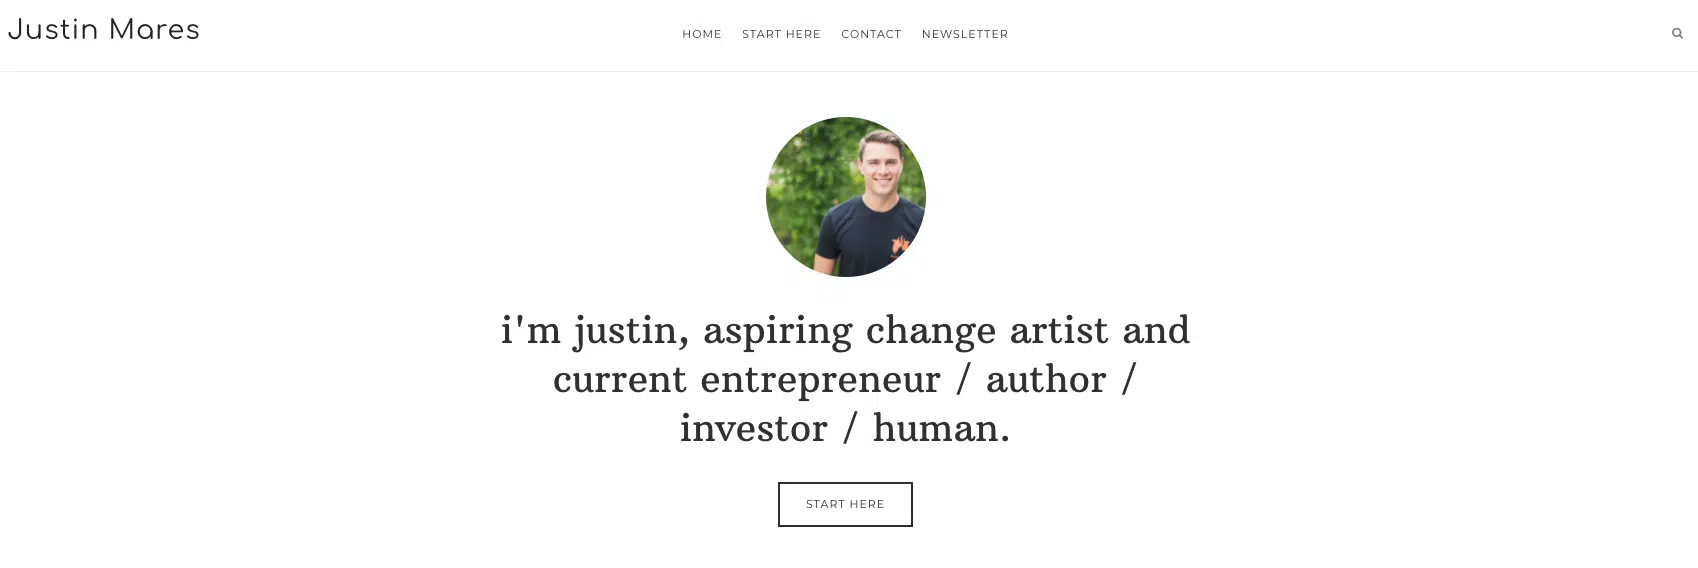 Justin Mares
HOME START HERE CONTACT NEWSLETTER
i'm justin, aspiring change artist and
current entrepreneur / author /
investor / human.
START HERE